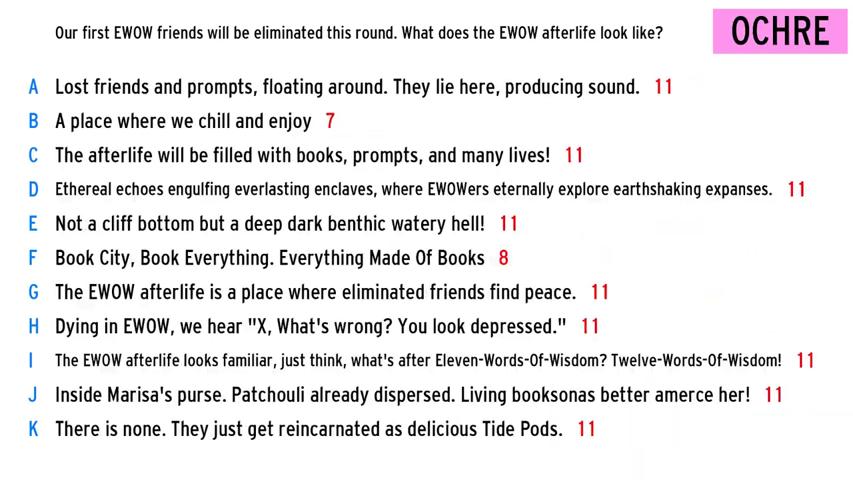 Our first EWOW friends will be eliminated this round. What does the EWOW afterlife look like?
OCHRE
A Lost friends and prompts, floating around. They lie here, producing sound. 11
B A place where we chill and enjoy 7
C The afterlife will be filled with books, prompts, and many lives! 11
D Ethereal echoes engulfing everlasting enclaves, where EWOWers eternally explore earthshaking expanses. 11
E Not a cliff bottom but a deep dark benthic watery hell! 11
F Book City, Book Everything. Everything Made Of Books 8
G The EWOW afterlife is a place where eliminated friends find peace. 11
H Dying in EWOW, we hear "X, What's wrong? You look depressed." 11
I The EWOW afterlife looks familiar, just think, what's after Eleven-Words-Of-Wisdom? Twelve-Words-Of-Wisdom! 11
J Inside Marisa's purse. Patchouli already dispersed. Living booksonas better amerce her! 11
K There is none. They just get reincarnated as delicious Tide Pods. 11